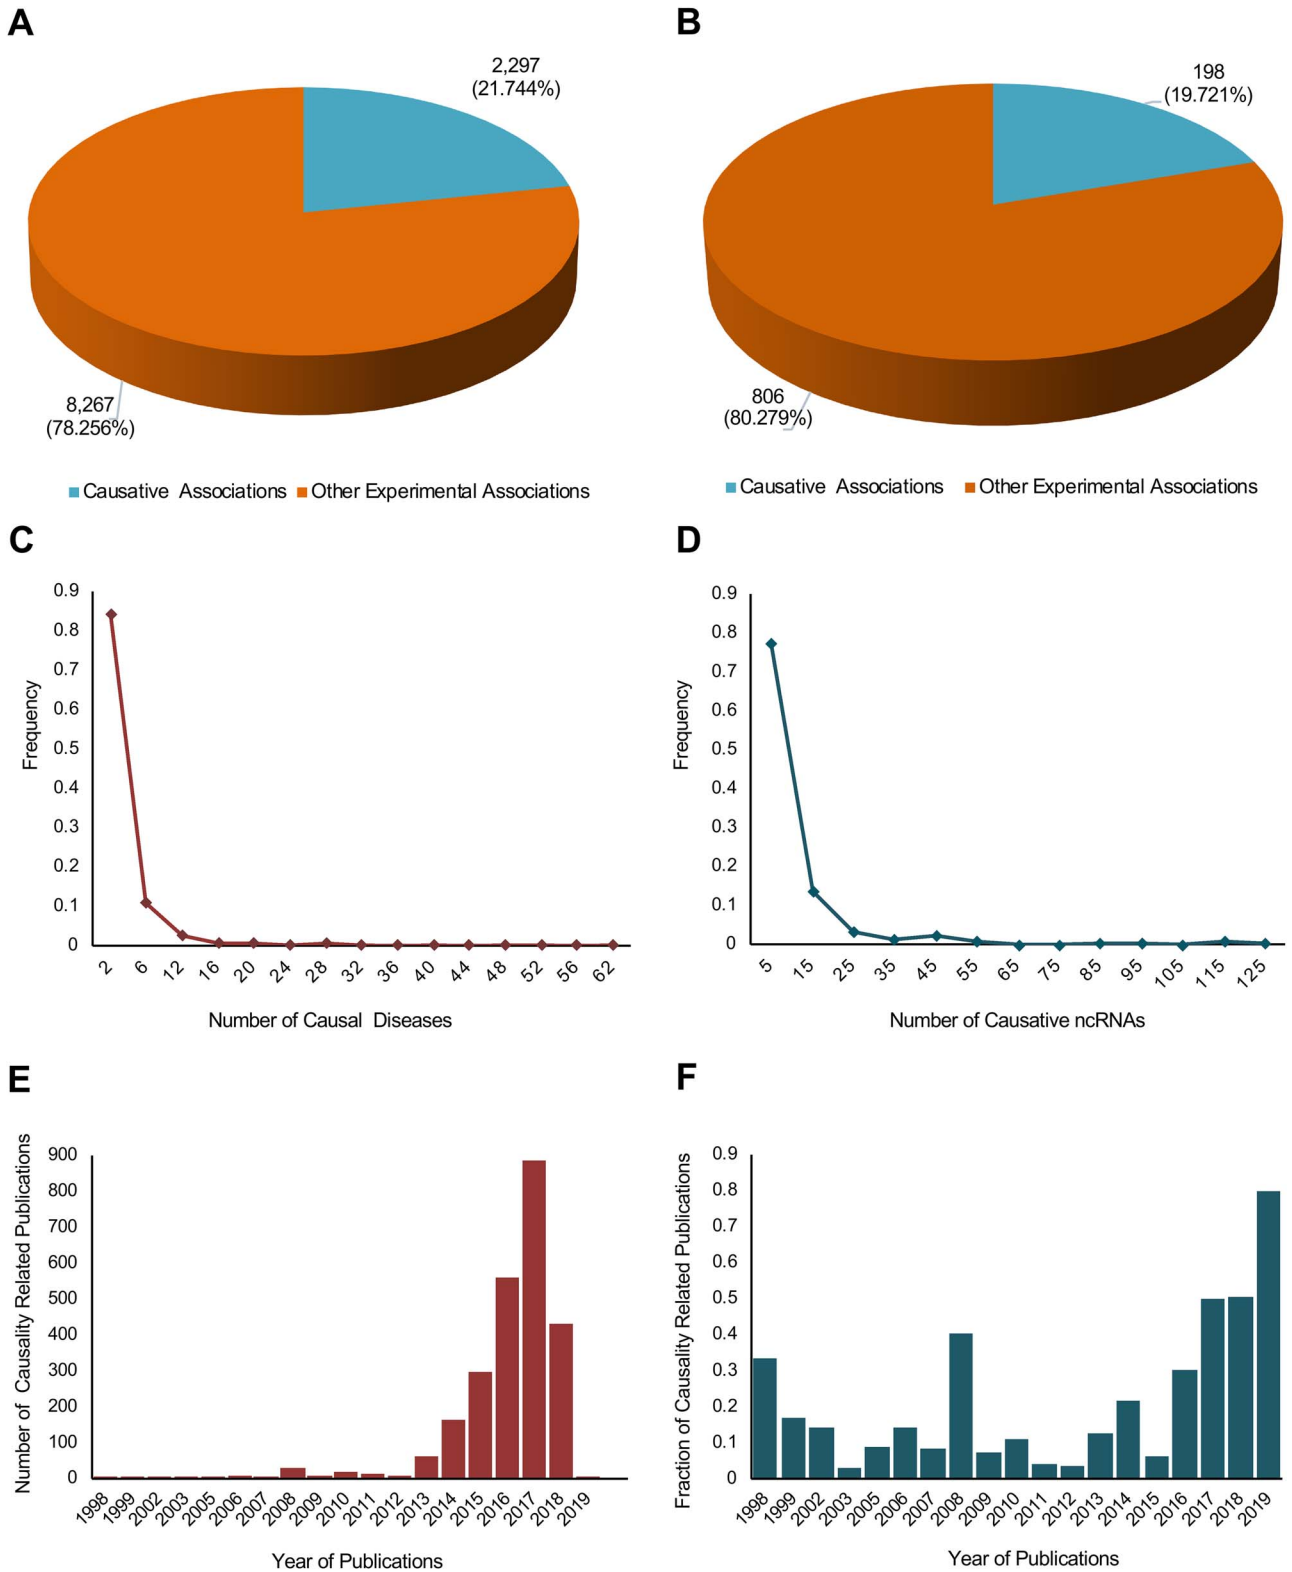 A
2,297
(21.744%)
8,267
(78.256%)
Causative Associations Other Experimental Associations
B
198
(19.721%)
806
(80.279%)
Causative Associations Other Experimental Associations
C
Frequency
0.9
0.8
0.7
0.6
0.5
0.4
0.3
0.2
0.1
0
2 6 12 16 20 24 28 32 36 40 44 48 52 56 62
Number of Causal Diseases
D
Frequency
0.9
0.8
0.7
0.6
0.5
0.4
0.3
0.2
0.1
0
5 15 25 35 45 55 65 75 85 95 105 115 125
Number of Causative ncRNAs
E
Number of Causality Related Publications
900
800
700
600
500
400
300
200
100
0
1998 1999 2002 2003 2005 2006 2007 2008 2009 2010 2011 2012 2013 2014 2015 2016 2017 2018 2019
Year of Publications
F
Fraction of Causality Related Publications
0.9
0.8
0.7
0.6
0.5
0.4
0.3
0.2
0.1
0
1998 1999 2002 2003 2005 2006 2007 2008 2009 2010 2011 2012 2013 2014 2015 2016 2017 2018 2019
Year of Publications